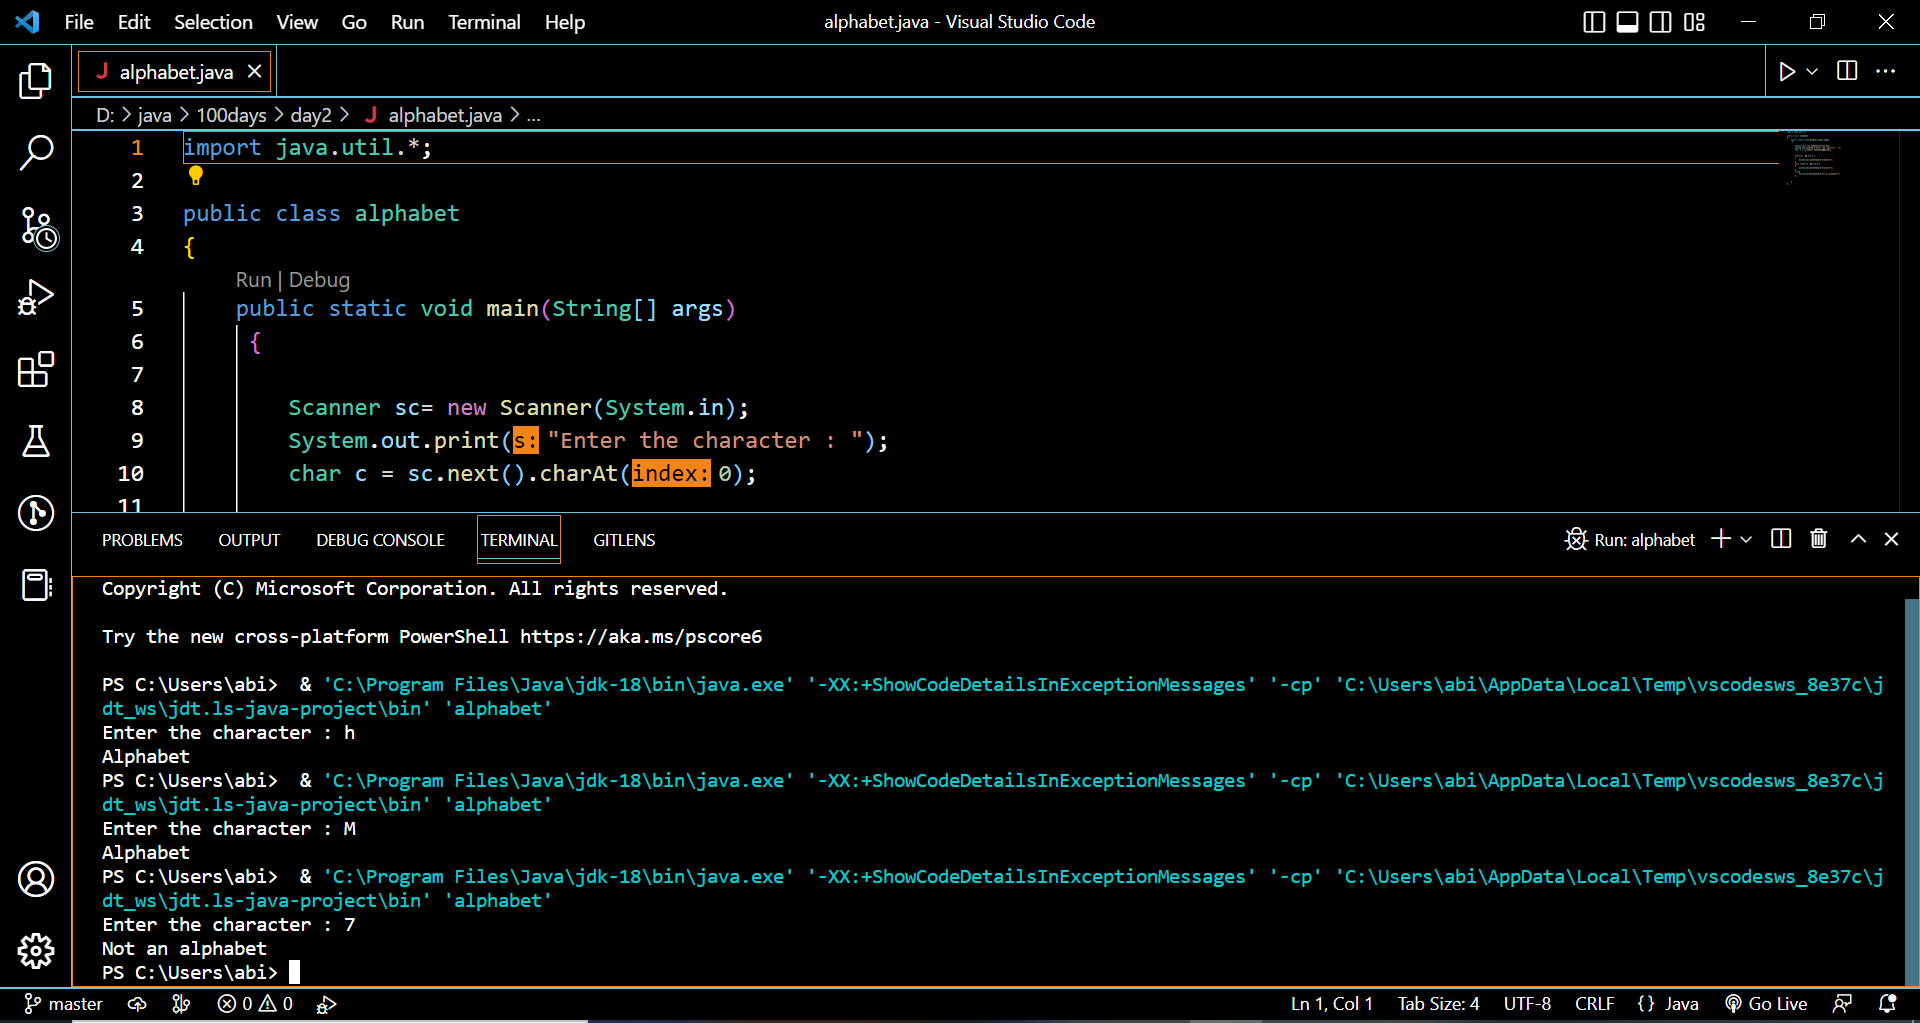 File Edit Selection View Go Run Terminal Help alphabet.java - Visual Studio Code
J alphabet.java
D: > java > 100days > day2 > J alphabet.java > ...
1 import java.util.*;
2
3 public class alphabet
4 {
Run | Debug
5 public static void main(String[] args)
6 {
7
8 Scanner sc= new Scanner(System.in);
9 System.out.print(s: "Enter the character : ");
10 char c = sc.next().charAt(index: 0);
11
PROBLEMS OUTPUT DEBUG CONSOLE TERMINAL GITLENS Run: alphabet
Copyright (C) Microsoft Corporation. All rights reserved.
Try the new cross-platform PowerShell https://aka.ms/pscore6
PS C:\Users\abi>  & 'C:\Program Files\Java\jdk-18\bin\java.exe' '-XX:+ShowCodeDetailsInExceptionMessages' '-cp' 'C:\Users\abi\AppData\Local\Temp\vscodesws_8e37c\j
dt_ws\jdt.ls-java-project\bin' 'alphabet'
Enter the character : h
Alphabet
PS C:\Users\abi>  & 'C:\Program Files\Java\jdk-18\bin\java.exe' '-XX:+ShowCodeDetailsInExceptionMessages' '-cp' 'C:\Users\abi\AppData\Local\Temp\vscodesws_8e37c\j
dt_ws\jdt.ls-java-project\bin' 'alphabet'
Enter the character : M
Alphabet
PS C:\Users\abi>  & 'C:\Program Files\Java\jdk-18\bin\java.exe' '-XX:+ShowCodeDetailsInExceptionMessages' '-cp' 'C:\Users\abi\AppData\Local\Temp\vscodesws_8e37c\j
dt_ws\jdt.ls-java-project\bin' 'alphabet'
Enter the character : 7
Not an alphabet
PS C:\Users\abi>
master 0 0 Ln 1, Col 1 Tab Size: 4 UTF-8 CRLF {} Java Go Live